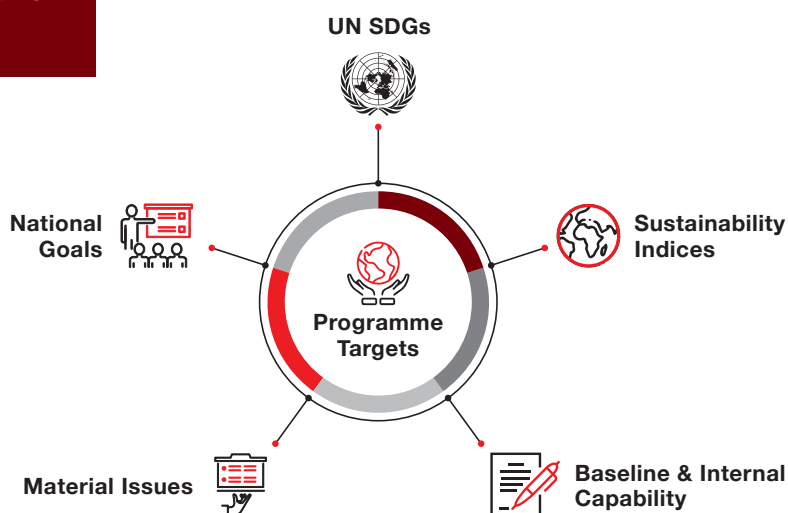 UN SDGs
National
Goals
Sustainability
Indices
Programme
Targets
Material Issues
Baseline & Internal
Capability